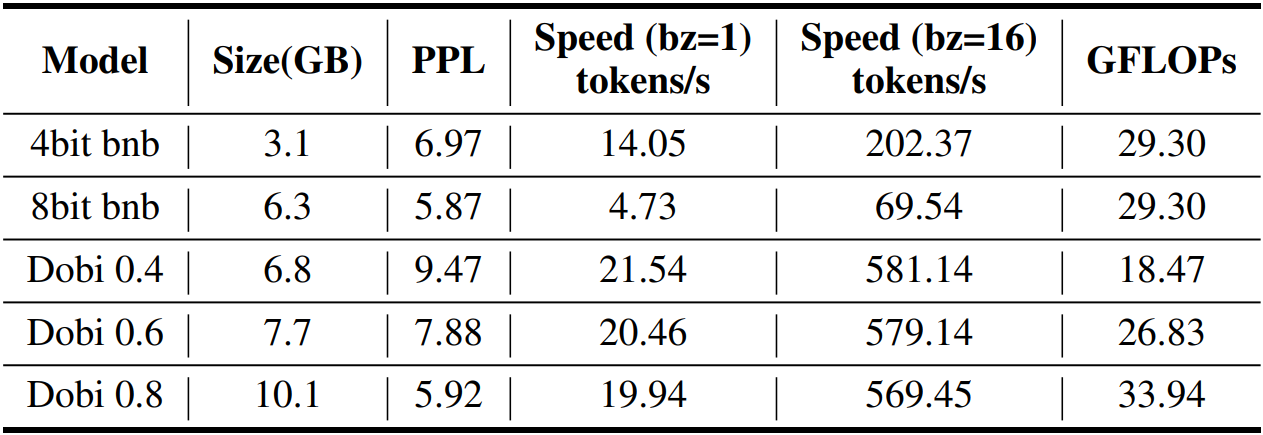 Model Size(GB) PPL Speed (bz=1) tokens/s Speed (bz=16) tokens/s GFLOPs
4bit bnb 3.1 6.97 14.05 202.37 29.30
8bit bnb 6.3 5.87 4.73 69.54 29.30
Dobi 0.4 6.8 9.47 21.54 581.14 18.47
Dobi 0.6 7.7 7.88 20.46 579.14 26.83
Dobi 0.8 10.1 5.92 19.94 569.45 33.94